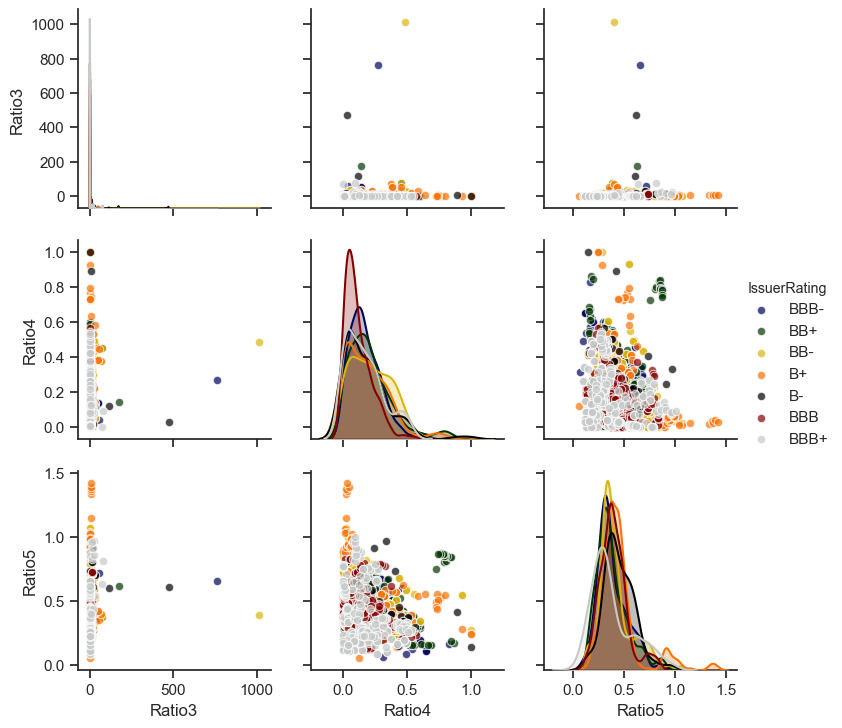 1000
800
600
400
200
0
Ratio3
1.0
0.8
0.6
0.4
0.2
0.0
Ratio4
IssuerRating
BBB-
BB+
BB-
B+
B-
BBB
BBB+
1.5
1.0
0.5
0.0
Ratio5
0 500 1000
0.0 0.5 1.0
0.0 0.5 1.0 1.5
Ratio3 Ratio4 Ratio5